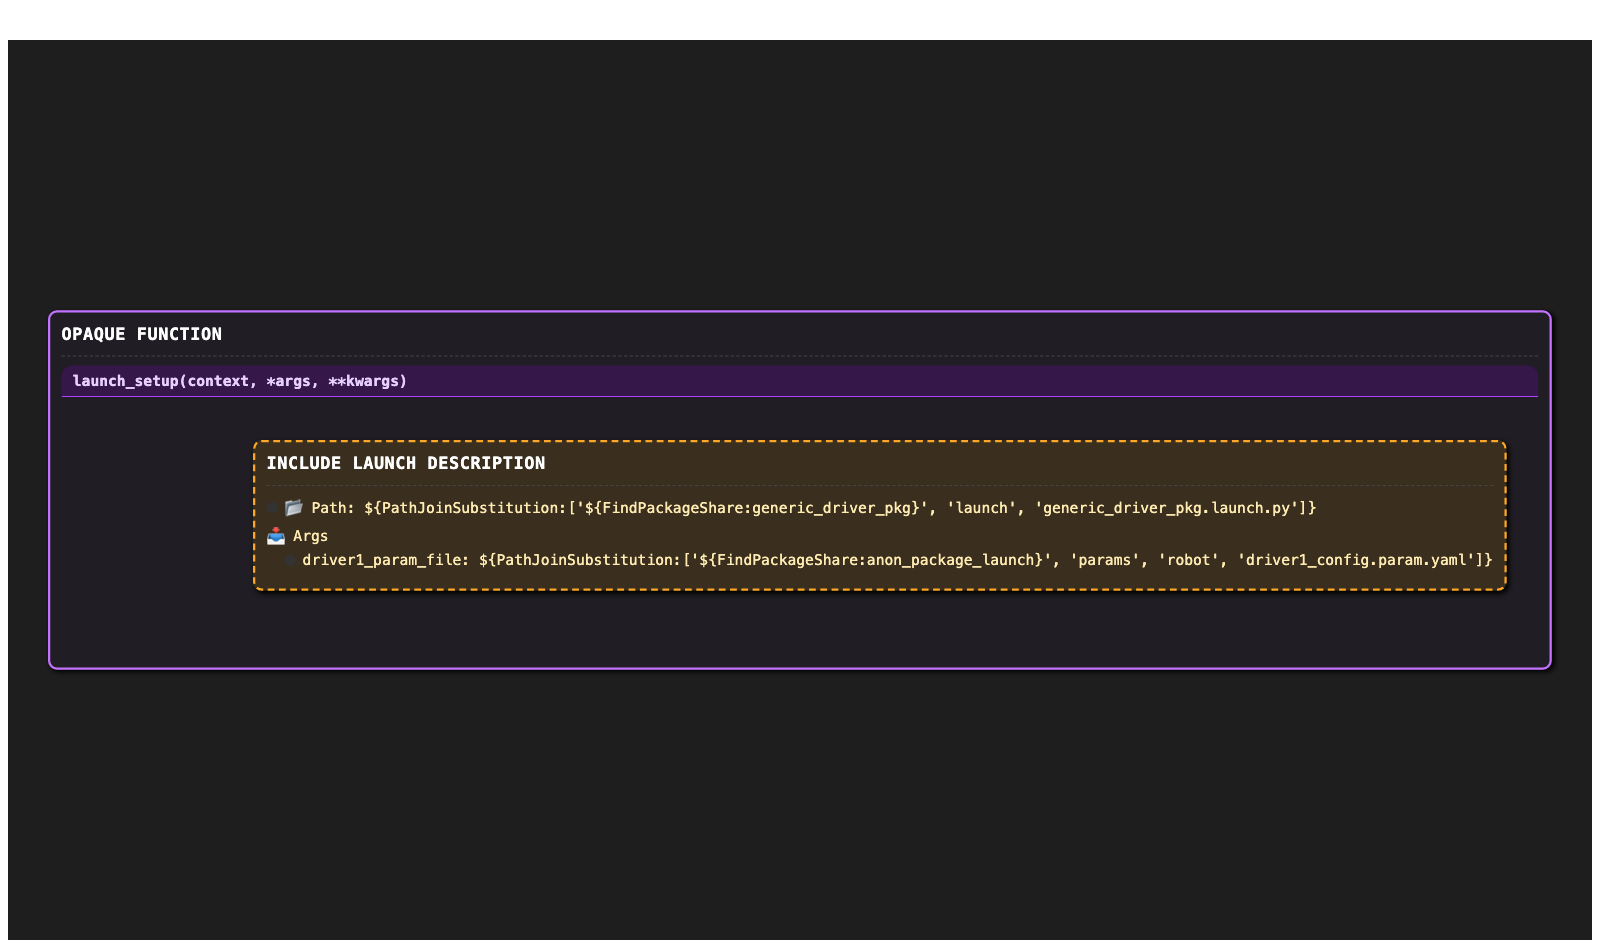 OPAQUE FUNCTION
launch_setup(context, *args, **kwargs)
INCLUDE LAUNCH DESCRIPTION
Path: ${PathJoinSubstitution:['${FindPackageShare:generic_driver_pkg}', 'launch', 'generic_driver_pkg.launch.py']}
Args
driver1_param_file: ${PathJoinSubstitution:['${FindPackageShare:anon_package_launch}', 'params', 'robot', 'driver1_config.param.yaml']}